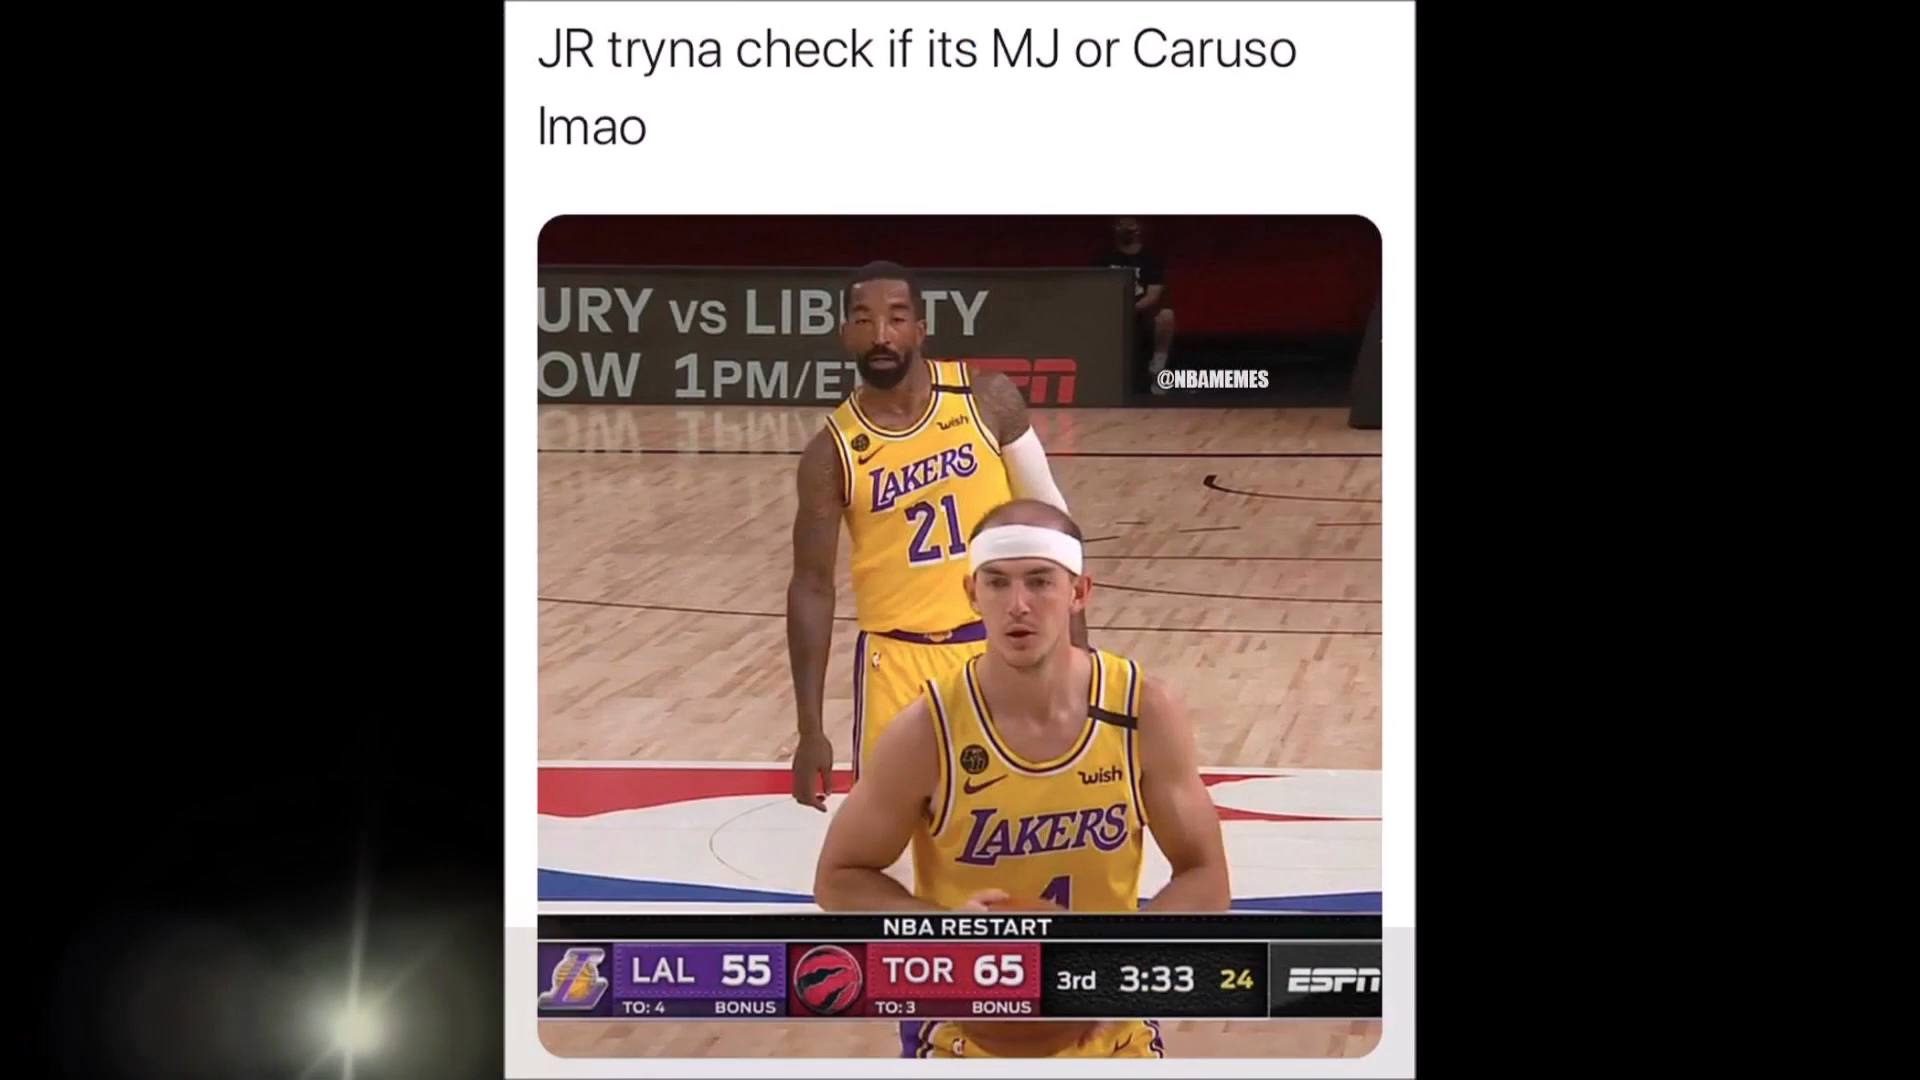 JR tryna check if its MJ or Caruso
lmao
URY vs LIB TY
OW 1PM/ET
@NBAMEMES
wish
LAKERS
21
wish
LAKERS
NBA RESTART
LAL 55 TOR 65 3rd 3:33 24 ESPN
TO: 4 BONUS TO: 3 BONUS